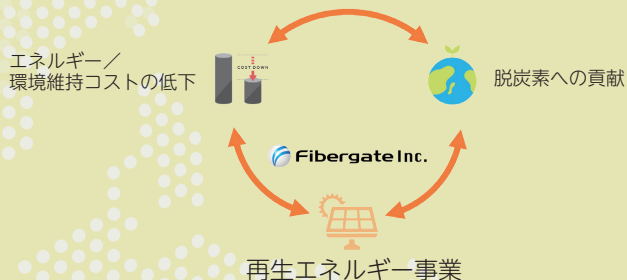 エネルギー／
環境維持コストの低下
COST DOWN
脱炭素への貢献
Fibergate Inc.
再生エネルギー事業